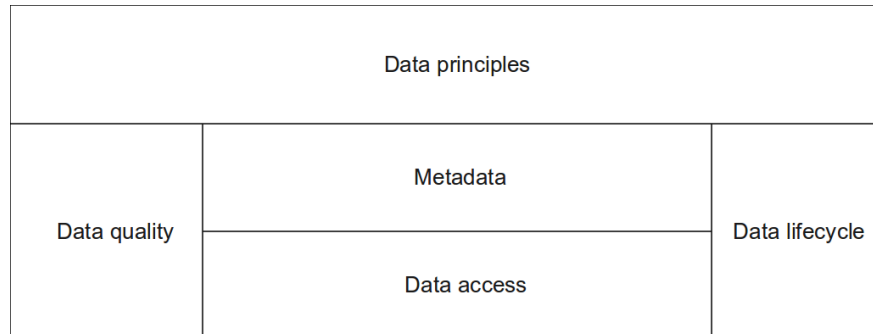 Data principles
Metadata
Data quality
Data lifecycle
Data access